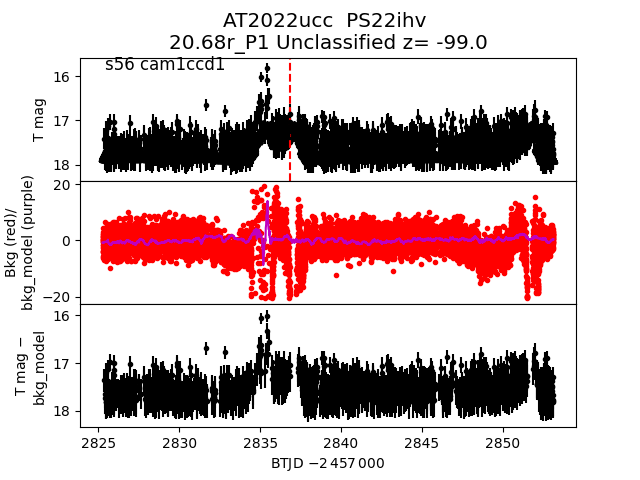 AT2022ucc  PS22ihv
20.68r_P1 Unclassified z= -99.0
s56 cam1ccd1
T mag
16
17
18
Bkg (red)/
bkg_model (purple)
20
0
−20
T mag −
bkg_model
16
17
18
2825
2830
2835
2840
2845
2850
BTJD −2 457 000